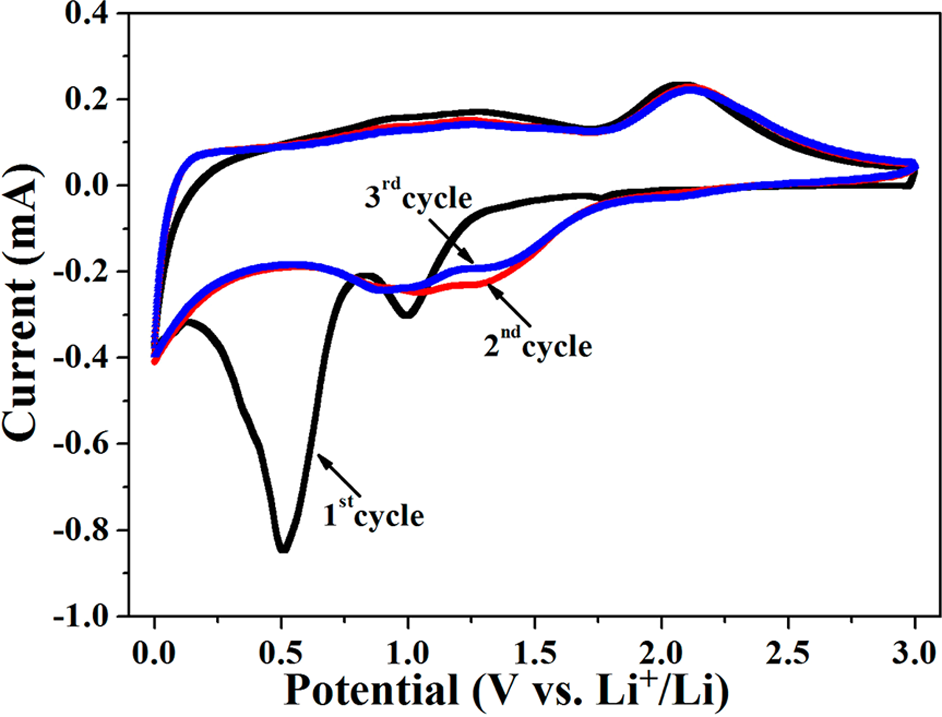 0.4
0.2
0.0
-0.2
-0.4
-0.6
-0.8
-1.0
Current (mA)
3rd cycle
2nd cycle
1st cycle
0.0 0.5 1.0 1.5 2.0 2.5 3.0
Potential (V vs. Li+/Li)